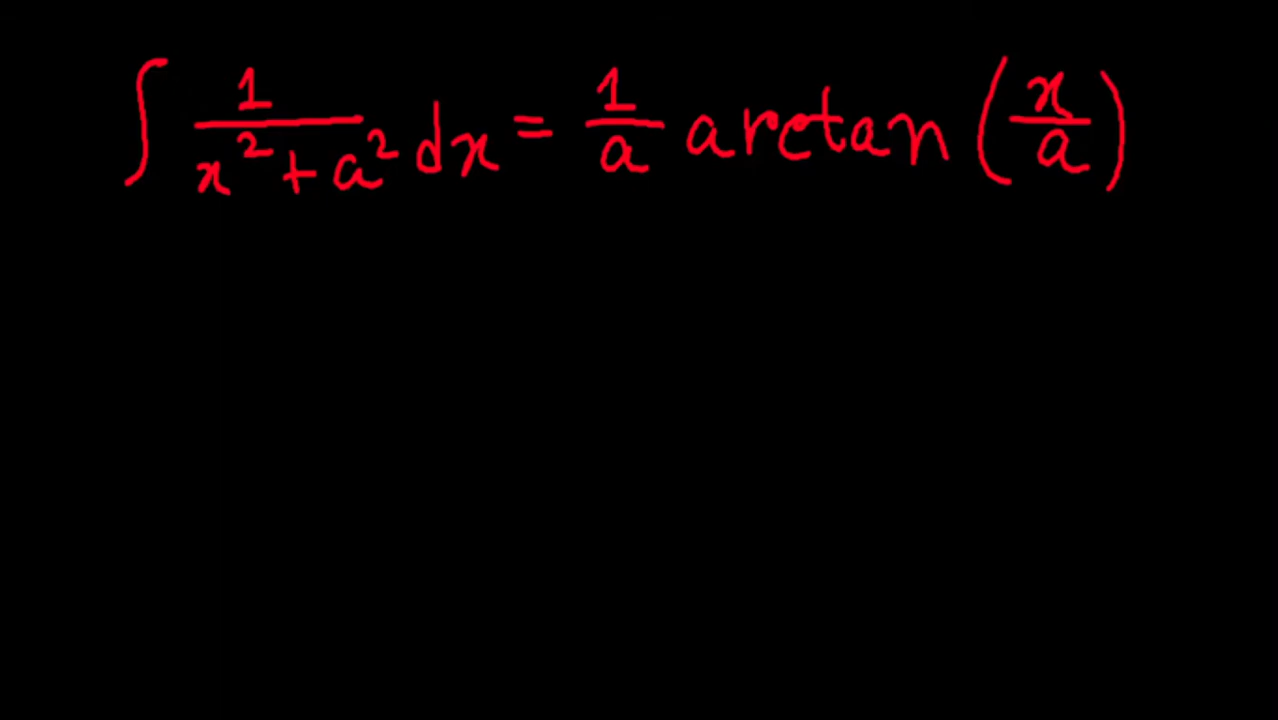 ∫ 1/(x² + a²) dx = 1/a arctan (x/a)